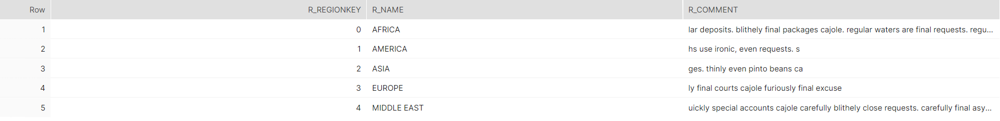 Row R_REGIONKEY R_NAME R_COMMENT
1 0 AFRICA lar deposits. blithely final packages cajole. regular waters are final requests. regu...
2 1 AMERICA hs use ironic, even requests. s
3 2 ASIA ges. thinly even pinto beans ca
4 3 EUROPE ly final courts cajole furiously final excuse
5 4 MIDDLE EAST uickly special accounts cajole carefully blithely close requests. carefully final asy...